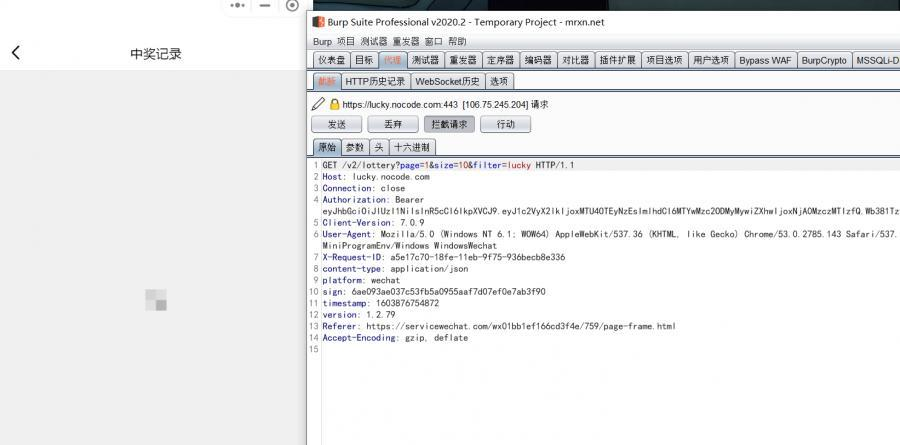 中奖记录
Burp Suite Professional v2020.2 - Temporary Project - mrxn.net
Burp 项目 测试器 重发器 窗口 帮助
仪表盘 目标 代理 测试器 重发器 定序器 编码器 对比器 插件扩展 项目选项 用户选项 Bypass WAF BurpCrypto MSSQLi-D
截断 HTTP历史记录 WebSocket历史 选项
https://lucky.nocode.com:443 [106.75.245.204] 请求
发送 丢弃 拦截请求 行动
原始 参数 头 十六进制
1 GET /v2/lottery?page=1&size=10&filter=lucky HTTP/1.1
2 Host: lucky.nocode.com
3 Connection: close
4 Authorization: Bearer
5 Client-Version: 7.0.9
6 User-Agent: Mozilla/5.0 (Windows NT 6.1; WOW64) AppleWebKit/537.36 (KHTML, like Gecko) Chrome/53.0.2785.143 Safari/537.
MiniProgramEnv/Windows WindowsWechat
7 X-Request-ID: a5e17c70-18fe-11eb-9f75-936becb8e336
8 content-type: application/json
9 platform: wechat
10 sign: 6ae093ae037c53fb5a0955aaf7d07ef0e7ab3f90
11 timestamp: 1603876754872
12 version: 1.2.79
13 Referer: https://servicewechat.com/wx01bb1ef166cd3f4e/759/page-frame.html
14 Accept-Encoding: gzip, deflate
15